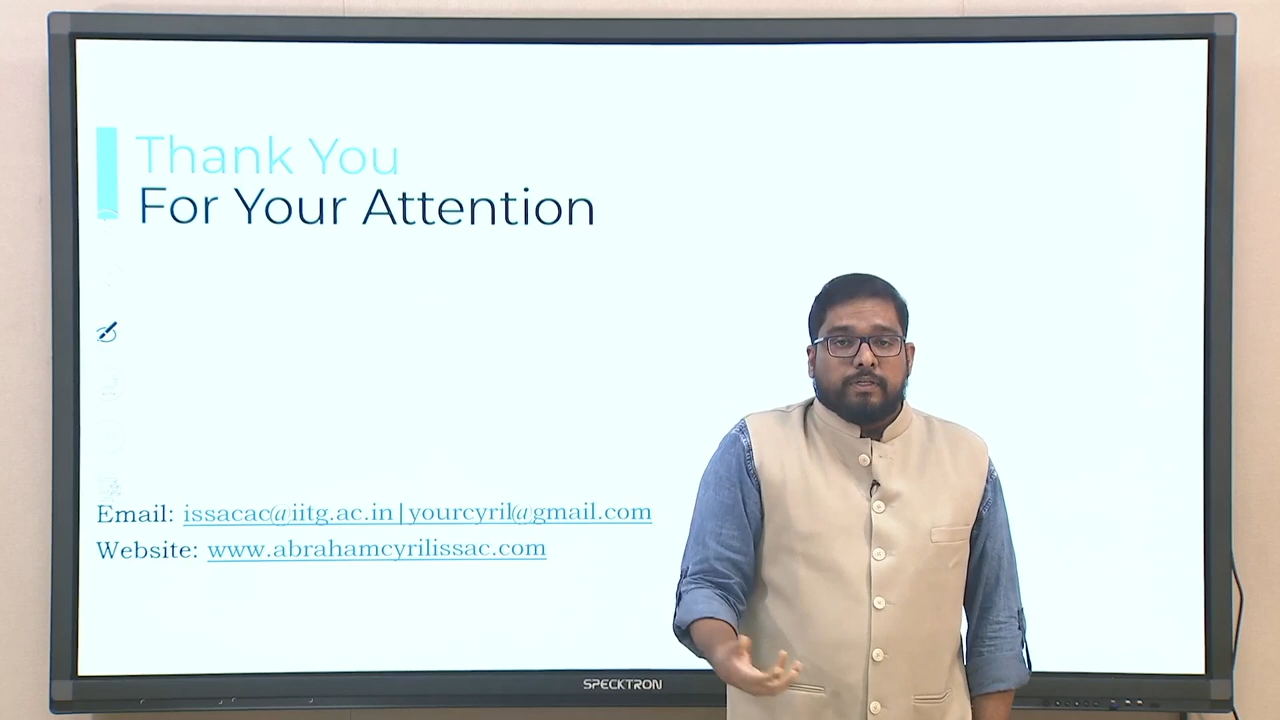 Thank You
For Your Attention
Email: issacac@iitg.ac.in|yourcyril@gmail.com
Website: www.abrahamcyrilissac.com
SPECKTRON